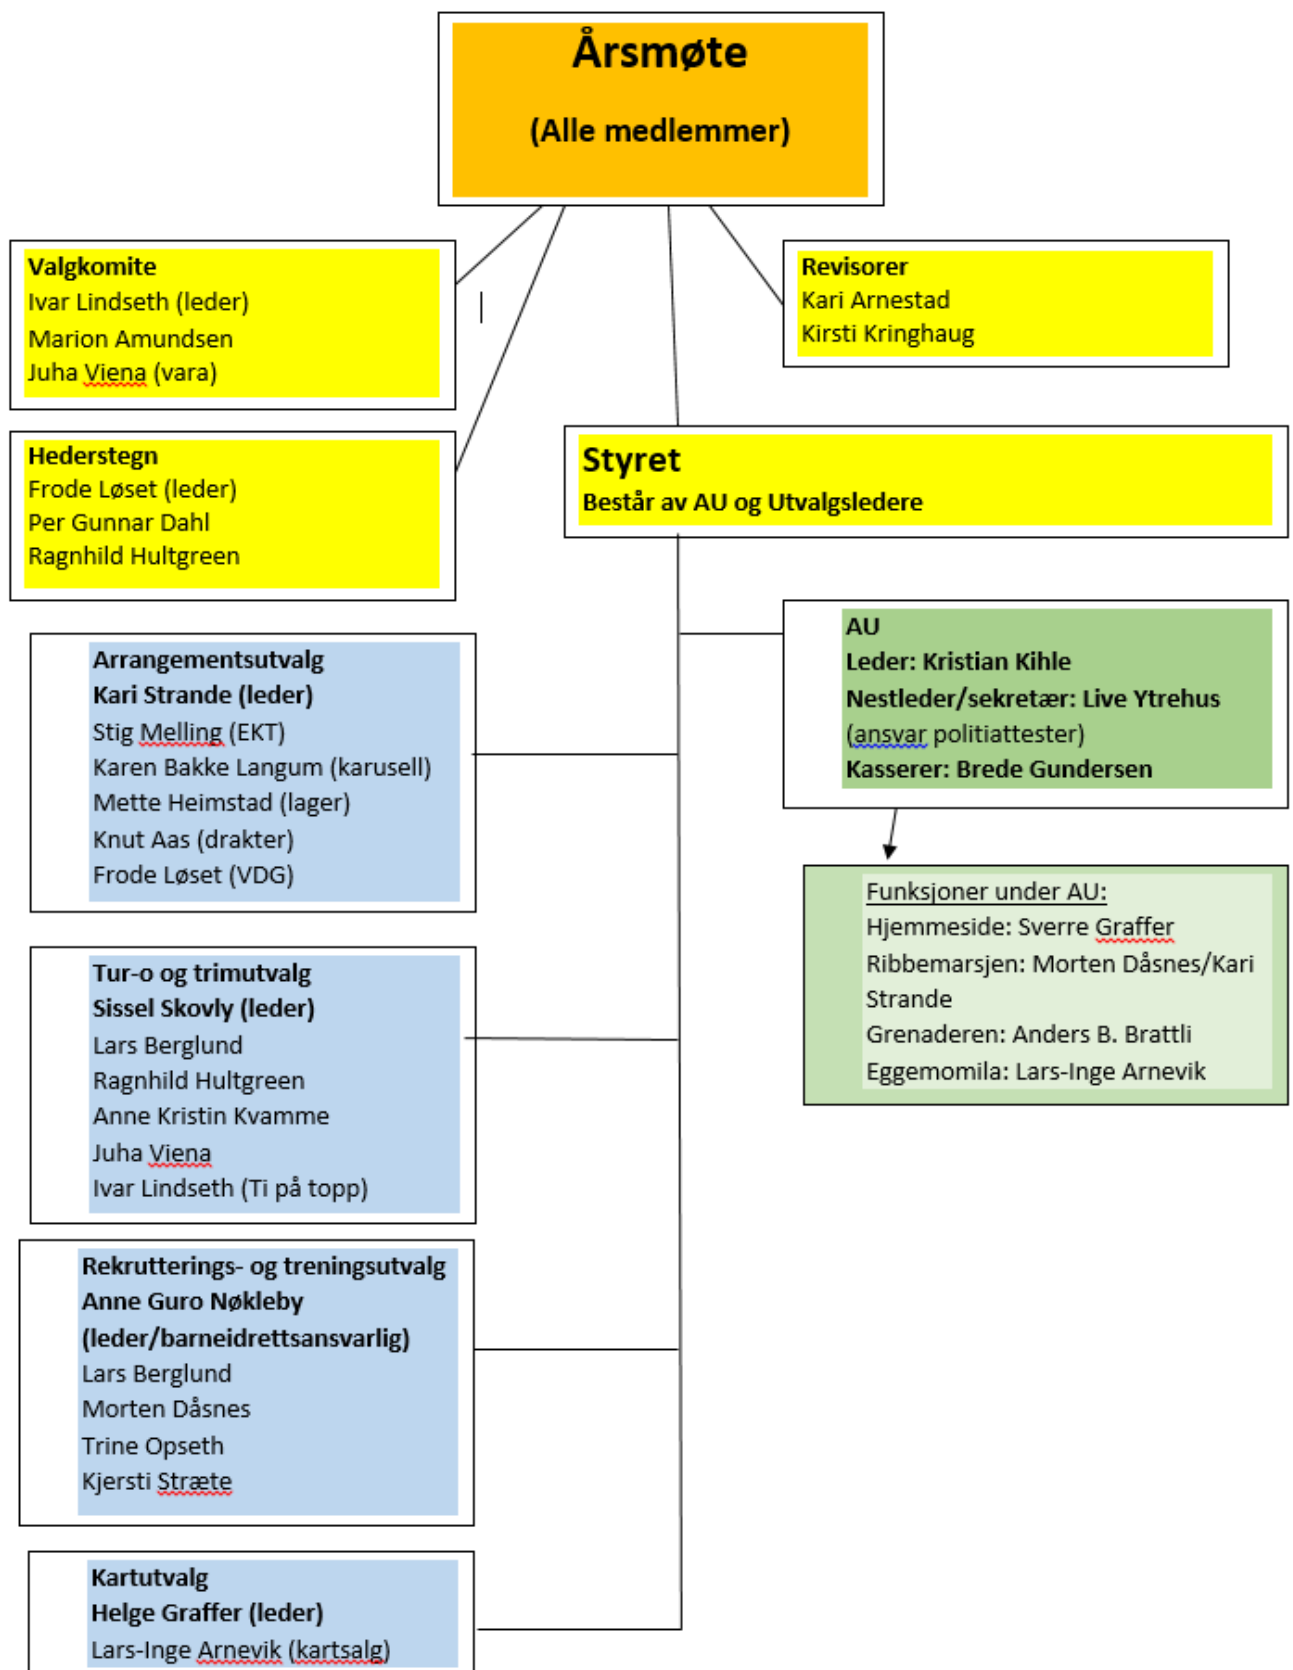 Årsmøte
(Alle medlemmer)
Valgkomite
Ivar Lindseth (leder)
Marion Amundsen
Juha Viena (vara)
Revisorer
Kari Arnestad
Kirsti Kringhaug
Hederstegn
Frode Løset (leder)
Per Gunnar Dahl
Ragnhild Hultgreen
Styret
Består av AU og Utvalgsledere
AU
Leder: Kristian Kihle
Nestleder/sekretær: Live Ytrehus
(ansvar politiattester)
Kasserer: Brede Gundersen
Funksjoner under AU:
Hjemmeside: Sverre Graffer
Ribbemarsjen: Morten Dåsnes/Kari
Strande
Grenaderen: Anders B. Brattli
Eggemomila: Lars-Inge Arnevik
Arrangementsutvalg
Kari Strande (leder)
Stig Melling (EKT)
Karen Bakke Langum (karusell)
Mette Heimstad (lager)
Knut Aas (drakter)
Frode Løset (VDG)
Tur-o og trimutvalg
Sissel Skovly (leder)
Lars Berglund
Ragnhild Hultgreen
Anne Kristin Kvamme
Juha Viena
Ivar Lindseth (Ti på topp)
Rekrutterings- og treningsutvalg
Anne Guro Nøkleby
(leder/barneidrettsansvarlig)
Lars Berglund
Morten Dåsnes
Trine Opseth
Kjersti Stræte
Kartutvalg
Helge Graffer (leder)
Lars-Inge Arnevik (kartsalg)